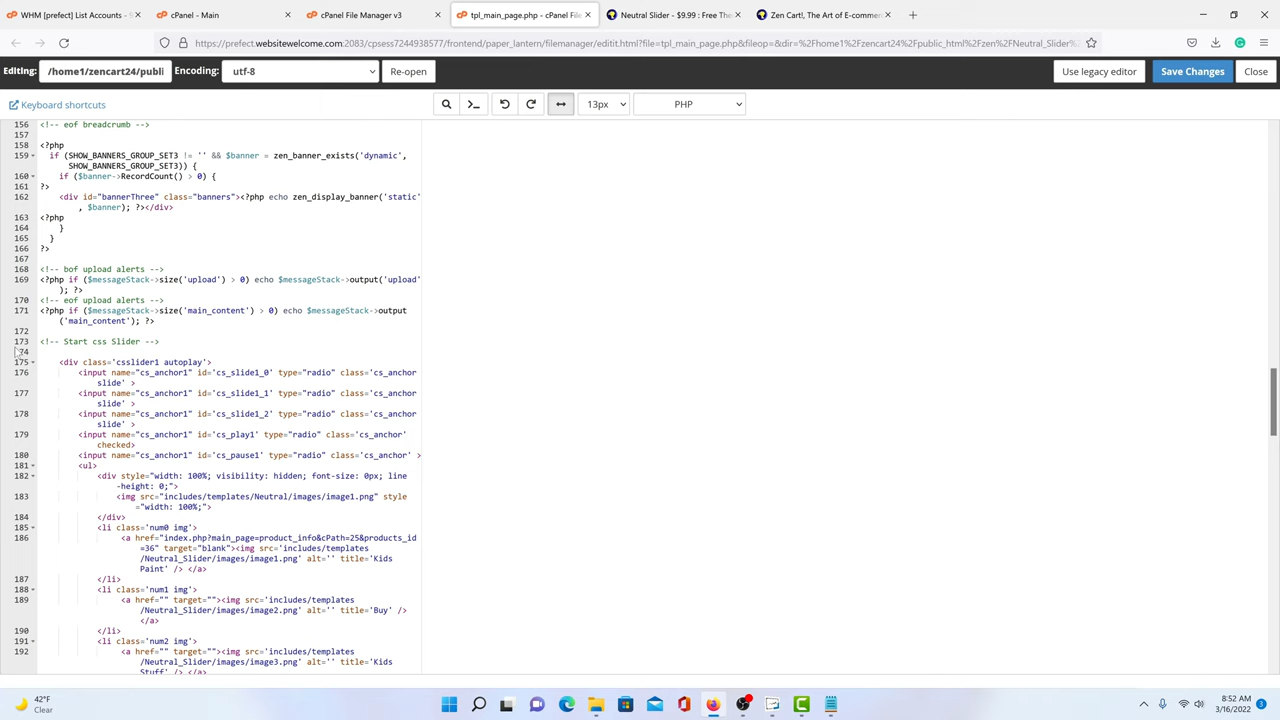 WHM [prefect] List Accounts - S
cPanel - Main
cPanel File Manager v3
tpl_main_page.php - cPanel File
Neutral Slider - $9.99 : Free The
Zen Cart!, The Art of E-commerc
https://prefect.websitewelcome.com:2083/cpsess7244938577/frontend/paper_lantern/filemanager/editit.html?file=tpl_main_page.php&fileop=&dir=%2Fhome1%2Fzencart24%2Fpublic_html%2Fzen%2FNeutral_Slider%
Editing: /home1/zencart24/publi Encoding: utf-8 Re-open Use legacy editor Save Changes Close
Keyboard shortcuts 13px PHP
156 <!-- eof breadcrumb -->
157
158 <?php
159 if (SHOW_BANNERS_GROUP_SET3 != '' && $banner = zen_banner_exists('dynamic',
SHOW_BANNERS_GROUP_SET3)) {
160 if ($banner->RecordCount() > 0) {
161 ?>
162 <div id="bannerThree" class="banners"><?php echo zen_display_banner('static'
, $banner); ?></div>
163 <?php
164 }
165 }
166 ?>
167
168 <!-- bof upload alerts -->
169 <?php if ($messageStack->size('upload') > 0) echo $messageStack->output('upload'
); ?>
170 <!-- eof upload alerts -->
171 <?php if ($messageStack->size('main_content') > 0) echo $messageStack->output
('main_content'); ?>
172
173 <!-- Start css Slider -->
174
175 <div class='csslider1 autoplay'>
176 <input name="cs_anchor1" id='cs_slide1_0' type="radio" class='cs_anchor
slide' >
177 <input name="cs_anchor1" id='cs_slide1_1' type="radio" class='cs_anchor
slide' >
178 <input name="cs_anchor1" id='cs_slide1_2' type="radio" class='cs_anchor
slide' >
179 <input name="cs_anchor1" id='cs_play1' type="radio" class='cs_anchor'
checked>
180 <input name="cs_anchor1" id='cs_pause1' type="radio" class='cs_anchor' >
181 <ul>
182 <div style="width: 100%; visibility: hidden; font-size: 0px; line
-height: 0;">
183 <img src="includes/templates/Neutral/images/image1.png" style
="width: 100%;">
184 </div>
185 <li class='num0 img'>
186 <a href="index.php?main_page=product_info&cPath=25&products_id
=36" target="blank"><img src='includes/templates
/Neutral_Slider/images/image1.png' alt='' title='Kids
Paint' /> </a>
187 </li>
188 <li class='num1 img'>
189 <a href="" target=""><img src='includes/templates
/Neutral_Slider/images/image2.png' alt='' title='Buy' />
</a>
190 </li>
191 <li class='num2 img'>
192 <a href="" target=""><img src='includes/templates
/Neutral_Slider/images/image3.png' alt='' title='Kids
Stuff' /> </a>
42°F
Clear
8:52 AM
3/16/2022